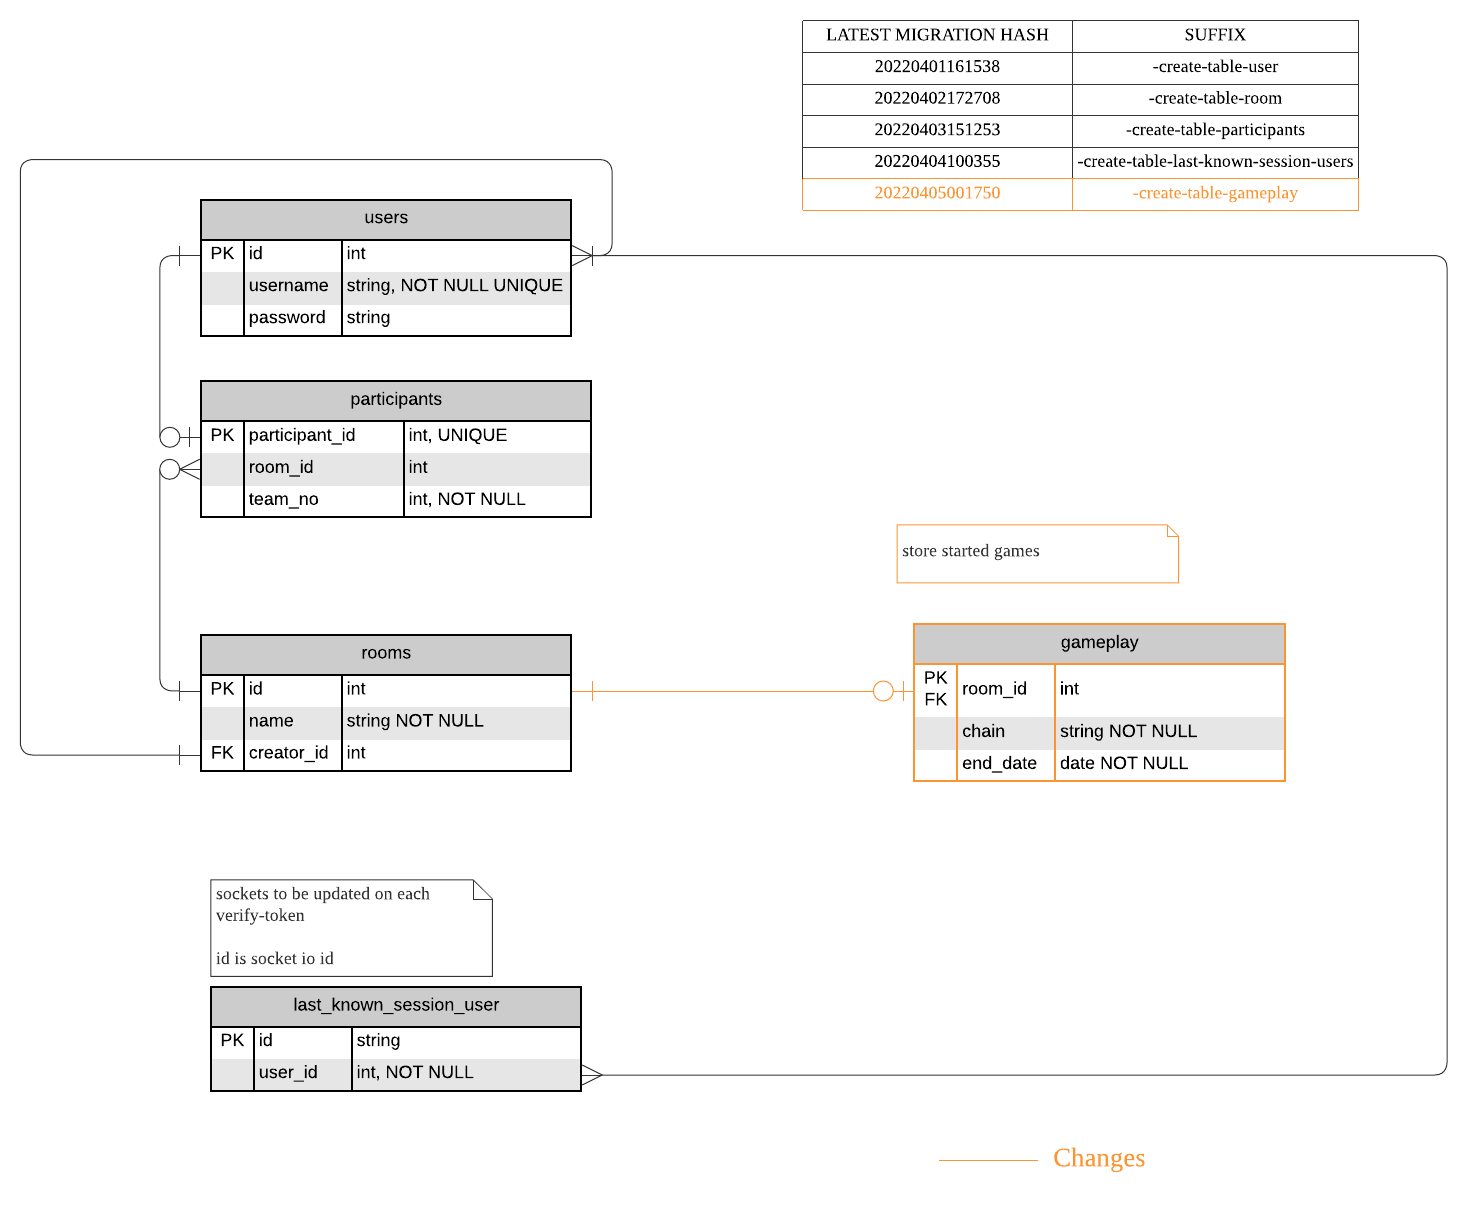 LATEST MIGRATION HASH SUFFIX
20220401161538 -create-table-user
20220402172708 -create-table-room
20220403151253 -create-table-participants
20220404100355 -create-table-last-known-session-users
20220405001750 -create-table-gameplay
users
PK id int
username string, NOT NULL UNIQUE
password string
participants
PK participant_id int, UNIQUE
room_id int
team_no int, NOT NULL
store started games
rooms
PK id int
name string NOT NULL
FK creator_id int
gameplay
PK
FK room_id int
chain string NOT NULL
end_date date NOT NULL
sockets to be updated on each
verify-token
id is socket io id
last_known_session_user
PK id string
user_id int, NOT NULL
Changes